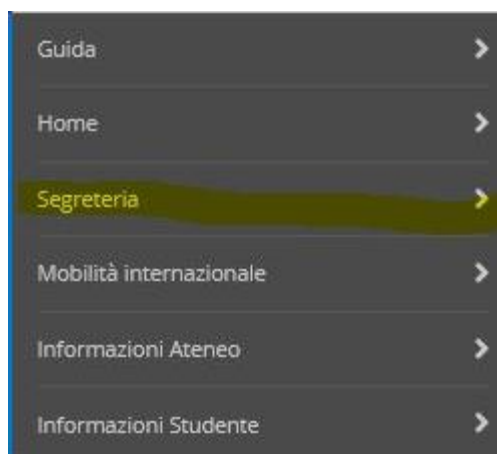 Guida
Home
Segreteria
Mobilità internazionale
Informazioni Ateneo
Informazioni Studente